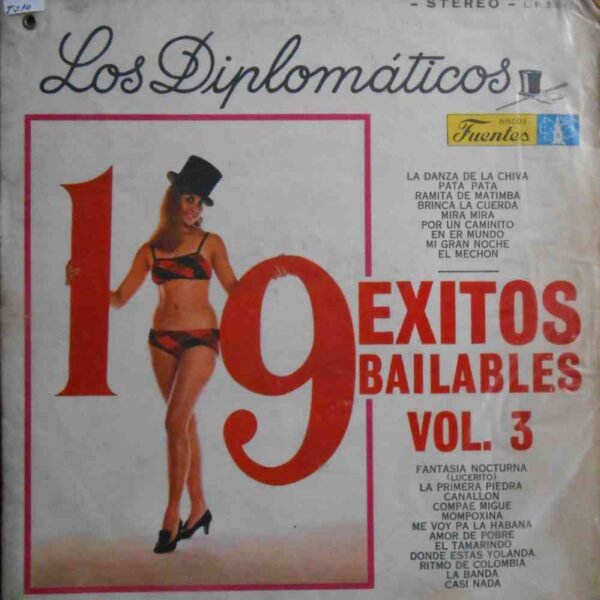 - STEREO -
Los Diplomáticos
DISCOS
Fuentes
LA DANZA DE LA CHIVA
PATA PATA
RAMITA DE MATIMBA
BRINCA LA CUERDA
MIRA MIRA
POR UN CAMINITO
EN ER MUNDO
MI GRAN NOCHE
EL MECHON
19 EXITOS
BAILABLES
VOL. 3
FANTASIA NOCTURNA
(LUCERITO)
LA PRIMERA PIEDRA
CANALLON
COMPAE MIGUE
MOMPOXINA
ME VOY PA LA HABANA
AMOR DE POBRE
EL TAMARINDO
DONDE ESTAS YOLANDA
RITMO DE COLOMBIA
LA BANDA
CASI NADA